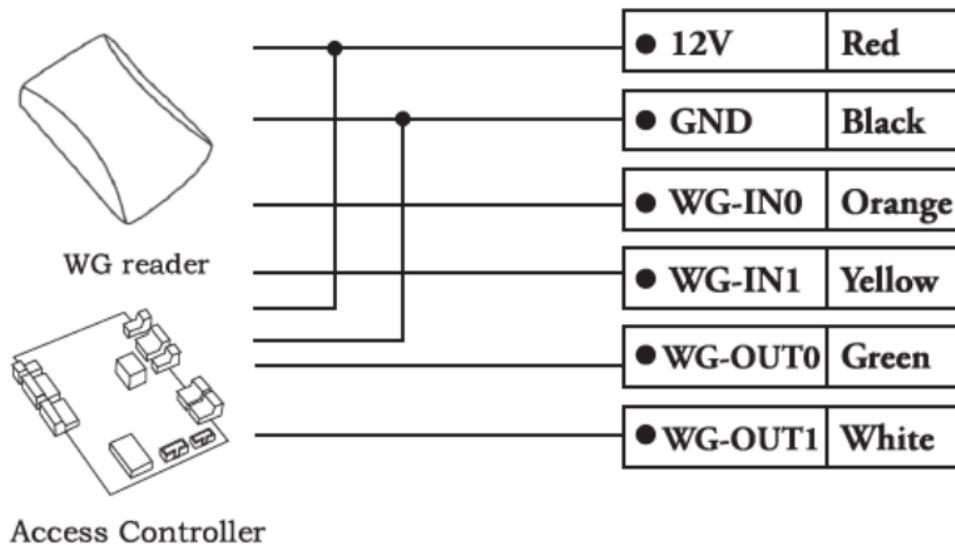 12V Red
GND Black
WG-IN0 Orange
WG reader
WG-IN1 Yellow
WG-OUT0 Green
WG-OUT1 White
Access Controller